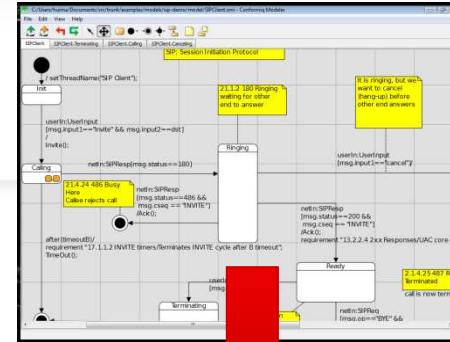 C:/Users/huima/Documents/src/trunk/examples/models/sip-demo/model/SIPClient.xmi - Conformiq Modeler
File Edit View Help
SIPClient SIPClient.Terminating SIPClient.Calling SIPClient.Canceling
SIP: Session Initiation Protocol
/ setThreadName("SIP Client");
Init
21.1.2 180 Ringing
waiting for other
end to answer
It is ringing, but we
want to cancel
(hang-up) before
other end answers
userIn:UserInput
[msg.input1=="invite" && msg.input2==dst]
/
Invite();
Ringing
userIn:UserInput
[msg.input1=="cancel"]/
Calling
netIn:SIPResp[msg.status==180]
21.4.24 486 Busy
Here
Callee rejects call
netIn:SIPResp
[msg.status==486 &&
msg.cseq == "INVITE"]
/Ack();
netIn:SIPResp
[msg.status==200 &&
msg.cseq == "INVITE"]
/Ack();
requirement "13.2.2.4 2xx Responses/UAC core
after(timeoutB)/
requirement "17.1.1.2 INVITE timers/Terminates INVITE cycle after B timeout";
TimeOut();
Ready
21.4.25 487 R
Terminated
call is now term
userIn
[msg.
Terminating
netIn:SIPReq
[msg.op=="BYE" &&